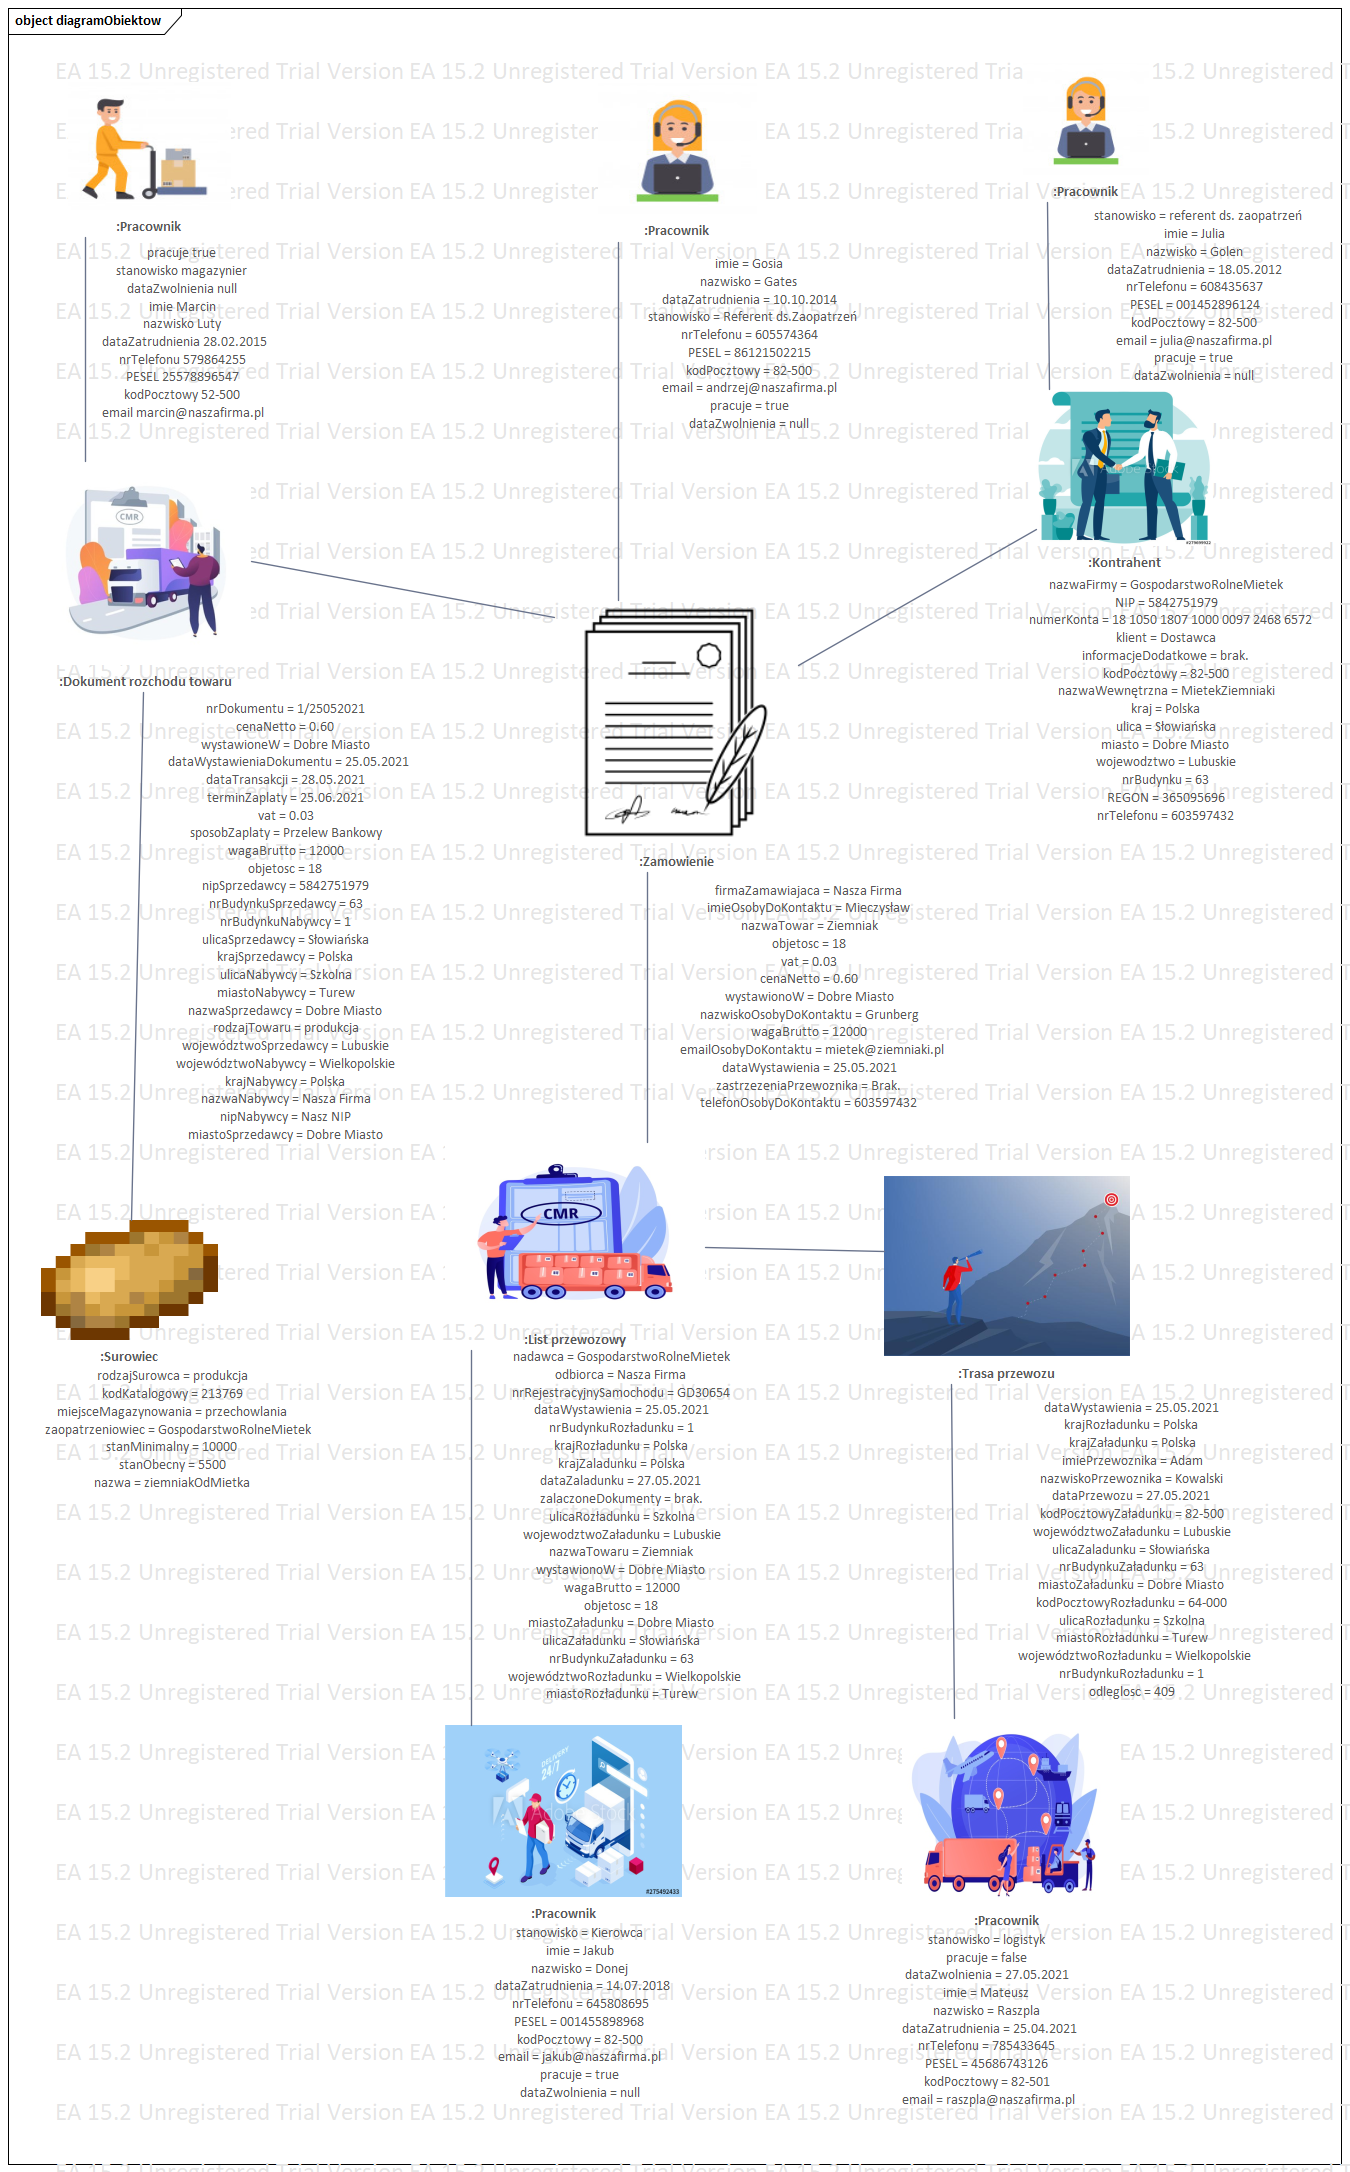 object diagramObiektow
:Pracownik
pracuje true
stanowisko magazynier
dataZwolnienia null
imie Marcin
nazwisko Luty
dataZatrudnienia 28.02.2015
nrTelefonu 579864255
PESEL 25578896547
kodPocztowy 52-500
email marcin@naszafirma.pl
:Pracownik
imie = Gosia
nazwisko = Gates
dataZatrudnienia = 10.10.2014
stanowisko = Referent ds.Zaopatrzeń
nrTelefonu = 605574364
PESEL = 86121502215
kodPocztowy = 82-500
email = andrzej@naszafirma.pl
pracuje = true
dataZwolnienia = null
:Pracownik
stanowisko = referent ds. zaopatrzeń
imie = Julia
nazwisko = Golen
dataZatrudnienia = 18.05.2012
nrTelefonu = 608435637
PESEL = 001452896124
kodPocztowy = 82-500
email = julia@naszafirma.pl
pracuje = true
dataZwolnienia = null
CMR
#279899922
:Kontrahent
nazwaFirmy = GospodarstwoRolneMietek
NIP = 5842751979
numerKonta = 18 1050 1807 1000 0097 2468 6572
klient = Dostawca
informacjeDodatkowe = brak.
kodPocztowy = 82-500
nazwaWewnętrzna = MietekZiemniaki
kraj = Polska
ulica = Słowiańska
miasto = Dobre Miasto
wojewodztwo = Lubuskie
nrBudynku = 63
REGON = 365095696
nrTelefonu = 603597432
:Dokument rozchodu towaru
nrDokumentu = 1/25052021
cenaNetto = 0.60
wystawioneW = Dobre Miasto
dataWystawieniaDokumentu = 25.05.2021
dataTransakcji = 28.05.2021
terminZaplaty = 25.06.2021
vat = 0.03
sposobZaplaty = Przelew Bankowy
wagaBrutto = 12000
objetosc = 18
nipSprzedawcy = 5842751979
nrBudynkuSprzedawcy = 63
nrBudynkuNabywcy = 1
ulicaSprzedawcy = Słowiańska
krajSprzedawcy = Polska
ulicaNabywcy = Szkolna
miastoNabywcy = Turew
nazwaSprzedawcy = Dobre Miasto
rodzajTowaru = produkcja
województwoSprzedawcy = Lubuskie
województwoNabywcy = Wielkopolskie
krajNabywcy = Polska
nazwaNabywcy = Nasza Firma
nipNabywcy = Nasz NIP
miastoSprzedawcy = Dobre Miasto
:Zamowienie
firmaZamawiajaca = Nasza Firma
imieOsobyDoKontaktu = Mieczysław
nazwaTowar = Ziemniak
objetosc = 18
vat = 0.03
cenaNetto = 0.60
wystawionoW = Dobre Miasto
nazwiskoOsobyDoKontaktu = Grunberg
wagaBrutto = 12000
emailOsobyDoKontaktu = mietek@ziemniaki.pl
dataWystawienia = 25.05.2021
zastrzezeniaPrzewoznika = Brak.
telefonOsobyDoKontaktu = 603597432
CMR
:Surowiec
rodzajSurowca = produkcja
kodKatalogowy = 213769
miejsceMagazynowania = przechowlania
zaopatrzeniowiec = GospodarstwoRolneMietek
stanMinimalny = 10000
stanObecny = 5500
nazwa = ziemniakOdMietka
:List przewozowy
nadawca = GospodarstwoRolneMietek
odbiorca = Nasza Firma
nrRejestracyjnySamochodu = GD30654
dataWystawienia = 25.05.2021
nrBudynkuRozładunku = 1
krajRozładunku = Polska
krajZaladunku = Polska
dataZaladunku = 27.05.2021
zalaczoneDokumenty = brak.
ulicaRozładunku = Szkolna
wojewodztwoZaładunku = Lubuskie
nazwaTowaru = Ziemniak
wystawionoW = Dobre Miasto
wagaBrutto = 12000
objetosc = 18
miastoZaładunku = Dobre Miasto
ulicaZaładunku = Słowiańska
nrBudynkuZaładunku = 63
województwoRozładunku = Wielkopolskie
miastoRozładunku = Turew
:Trasa przewozu
dataWystawienia = 25.05.2021
krajRozładunku = Polska
krajZaładunku = Polska
imiePrzewoznika = Adam
nazwiskoPrzewoznika = Kowalski
dataPrzewozu = 27.05.2021
kodPocztowyZaładunku = 82-500
województwoZaładunku = Lubuskie
ulicaZaladunku = Słowiańska
nrBudynkuZaładunku = 63
miastoZaładunku = Dobre Miasto
kodPocztowyRozładunku = 64-000
ulicaRozładunku = Szkolna
miastoRozładunku = Turew
województwoRozładunku = Wielkopolskie
nrBudynkuRozładunku = 1
odleglosc = 409
DELIVERY
24/7
#275492433
:Pracownik
stanowisko = Kierowca
imie = Jakub
nazwisko = Donej
dataZatrudnienia = 14.07.2018
nrTelefonu = 645808695
PESEL = 001455898968
kodPocztowy = 82-500
email = jakub@naszafirma.pl
pracuje = true
dataZwolnienia = null
:Pracownik
stanowisko = logistyk
pracuje = false
dataZwolnienia = 27.05.2021
imie = Mateusz
nazwisko = Raszpla
dataZatrudnienia = 25.04.2021
nrTelefonu = 785433645
PESEL = 45686743126
kodPocztowy = 82-501
email = raszpla@naszafirma.pl